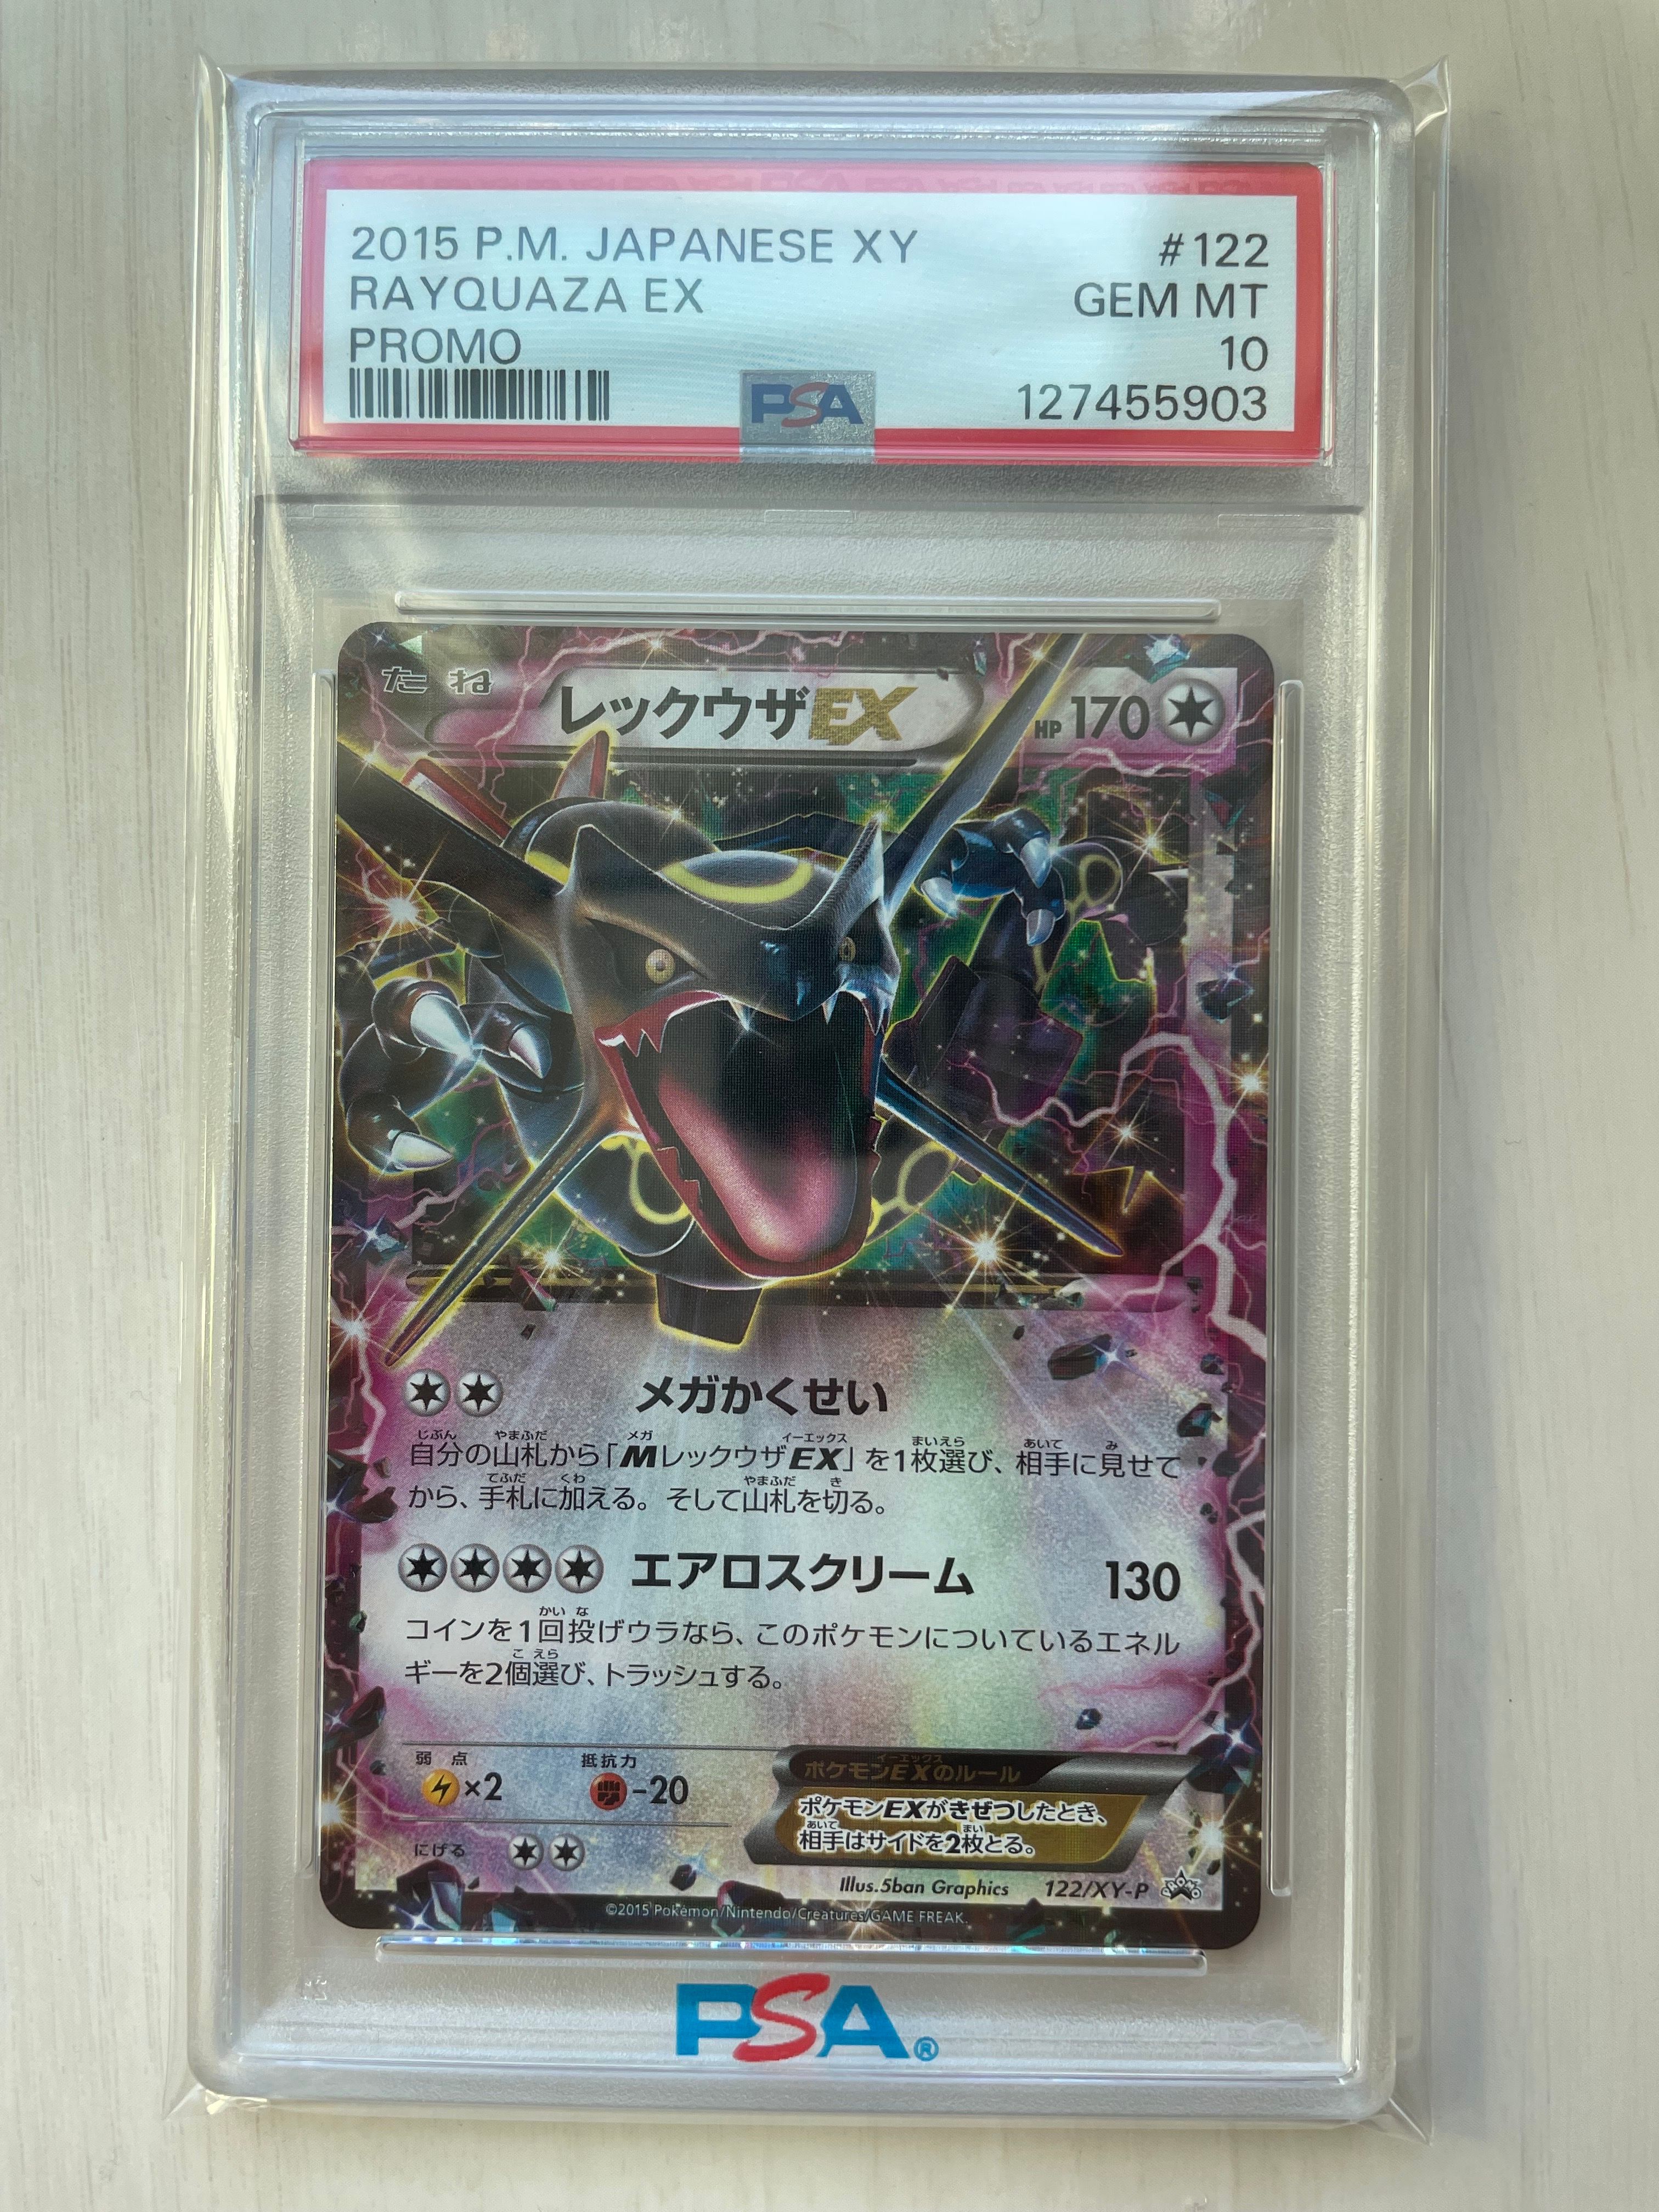 2015 P.M. JAPANESE XY #122
RAYQUAZA EX GEM MT
PROMO 10
PSA 127455903
たね レックウザEX HP 170
メガかくせい
自分の山札から「MレックウザEX」を1枚選び、相手に見せて
から、手札に加える。そして山札を切る。
エアロスクリーム 130
コインを1回投げウラなら、このポケモンについているエネル
ギーを2個選び、トラッシュする。
弱点 抵抗力
×2 -20
にげる
ポケモンEXのルール
ポケモンEXがきぜつしたとき、
相手はサイドを2枚とる。
Illus.5ban Graphics 122/XY-P
©2015 Pokémon/Nintendo/Creatures/GAME FREAK.
PSA®